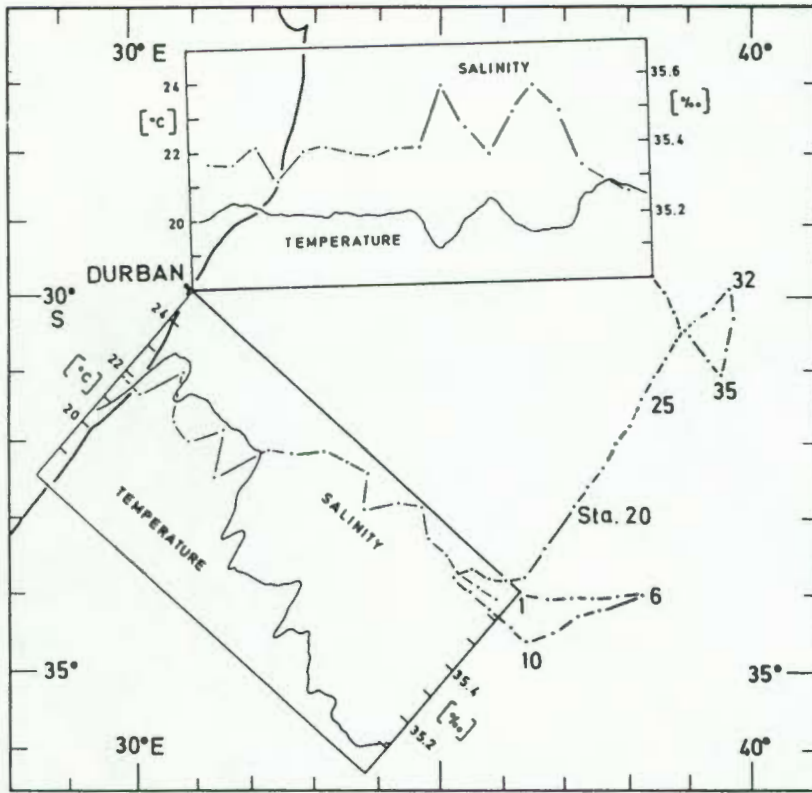 30° E
40°
24
22
20
[°C]
SALINITY
TEMPERATURE
35.6
[‰]
35.4
35.2
DURBAN
30°
S
24
22
20
[°C]
TEMPERATURE
SALINITY
32
35
25
Sta. 20
6
10
35.4
35.2
[‰]
35°
35°
30°E
40°